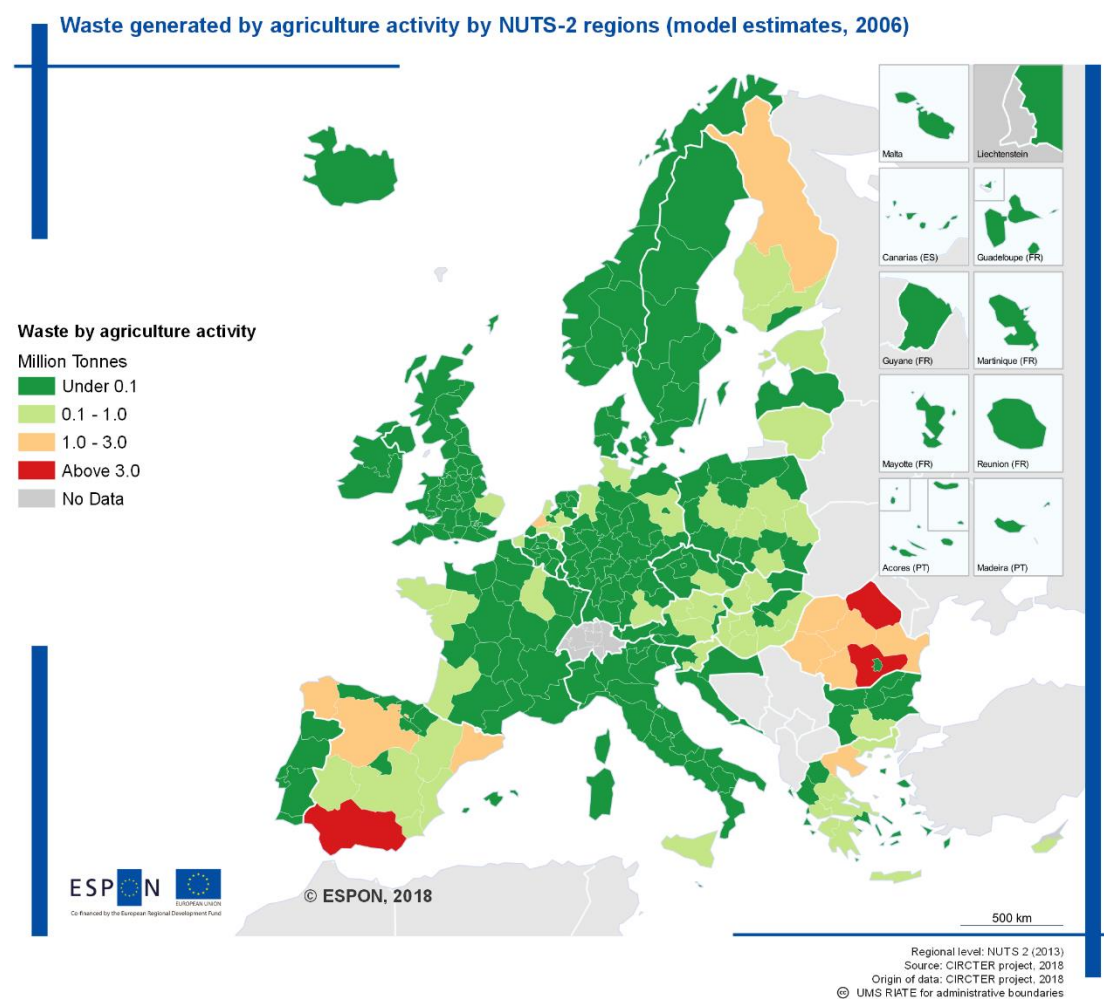 Waste generated by agriculture activity by NUTS-2 regions (model estimates, 2006)
Malta
Liechtenstein
Canarias (ES)
Guadeloupe (FR)
Guyane (FR)
Martinique (FR)
Mayotte (FR)
Reunion (FR)
Acores (PT)
Madeira (PT)
Waste by agriculture activity
Million Tonnes
Under 0.1
0.1 - 1.0
1.0 - 3.0
Above 3.0
No Data
ESPON
EUROPEAN UNION
Co-financed by the European Regional Development Fund
© ESPON, 2018
500 km
Regional level: NUTS 2 (2013)
Source: CIRCTER project, 2018
Origin of data: CIRCTER project, 2018
㏄ UMS RIATE for administrative boundaries